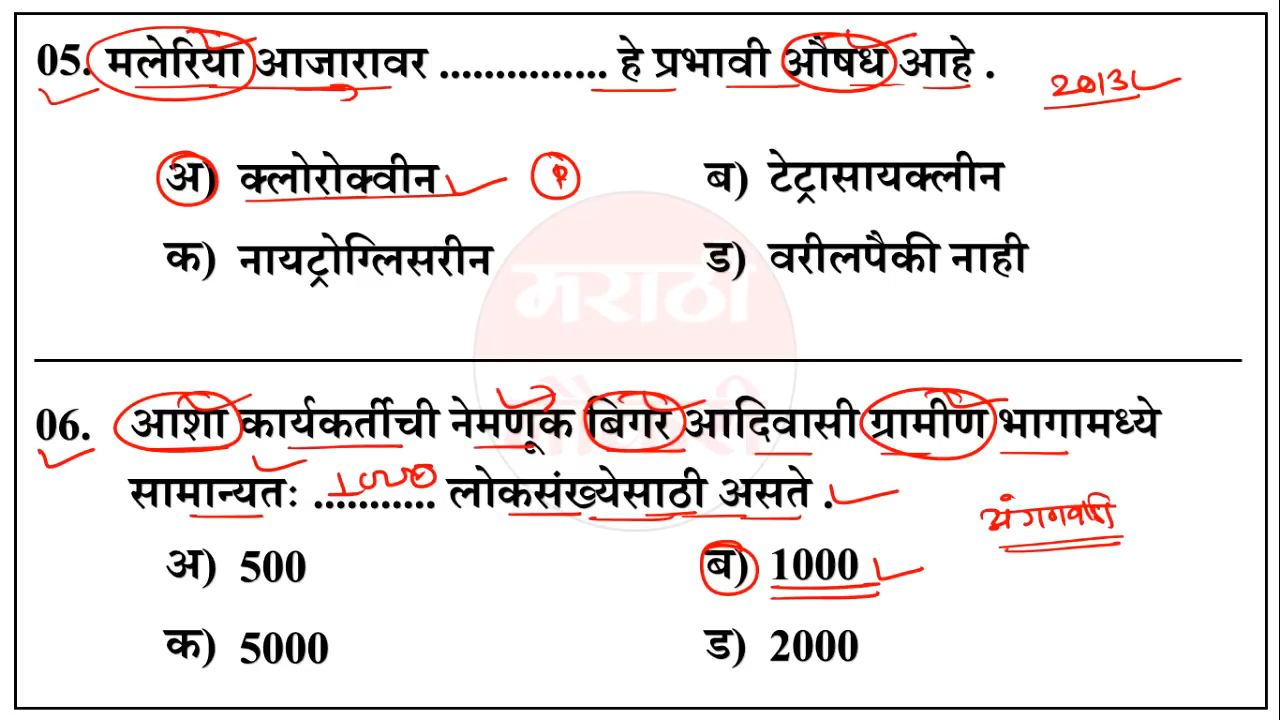 05. मलेरिया आजारावर ............... हे प्रभावी औषध आहे .
2013
अ) क्लोरोक्वीन
ब) टेट्रासायक्लीन
क) नायट्रोग्लिसरीन
ड) वरीलपैकी नाही
मराठी
नौकरी
06. आशा कार्यकर्तीची नेमणूक बिगर आदिवासी ग्रामीण भागामध्ये
1000
सामान्यतः ........... लोकसंख्येसाठी असते .
अंगणवाडी
अ) 500
ब) 1000
क) 5000
ड) 2000